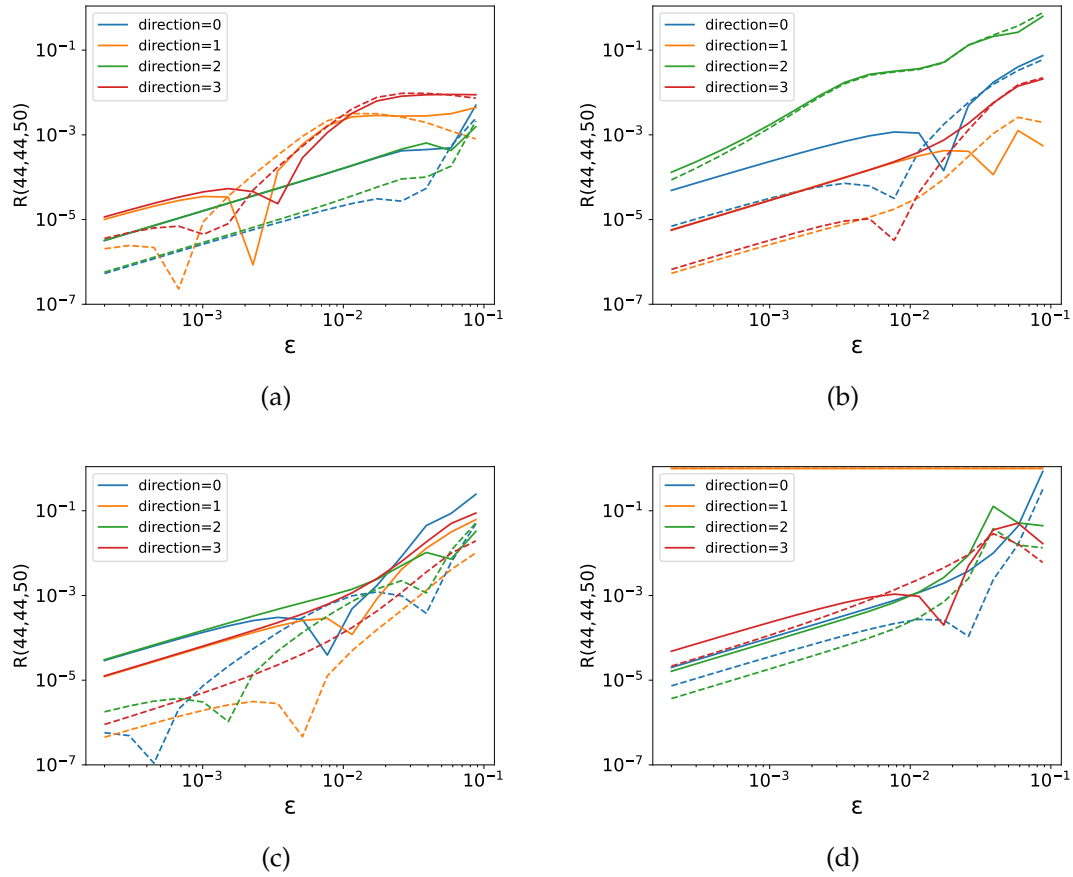 direction=0
direction=1
direction=2
direction=3
R(44,44,50)
10⁻¹
10⁻³
10⁻⁵
10⁻⁷
10⁻³
10⁻²
10⁻¹
ε
(a)
direction=0
direction=1
direction=2
direction=3
R(44,44,50)
10⁻¹
10⁻³
10⁻⁵
10⁻⁷
10⁻³
10⁻²
10⁻¹
ε
(b)
direction=0
direction=1
direction=2
direction=3
R(44,44,50)
10⁻¹
10⁻³
10⁻⁵
10⁻⁷
10⁻³
10⁻²
10⁻¹
ε
(c)
direction=0
direction=1
direction=2
direction=3
R(44,44,50)
10⁻¹
10⁻³
10⁻⁵
10⁻⁷
10⁻³
10⁻²
10⁻¹
ε
(d)